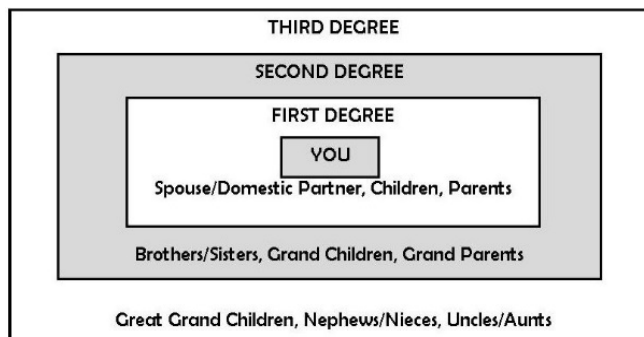 THIRD DEGREE
SECOND DEGREE
FIRST DEGREE
YOU
Spouse/Domestic Partner, Children, Parents
Brothers/Sisters, Grand Children, Grand Parents
Great Grand Children, Nephews/Nieces, Uncles/Aunts